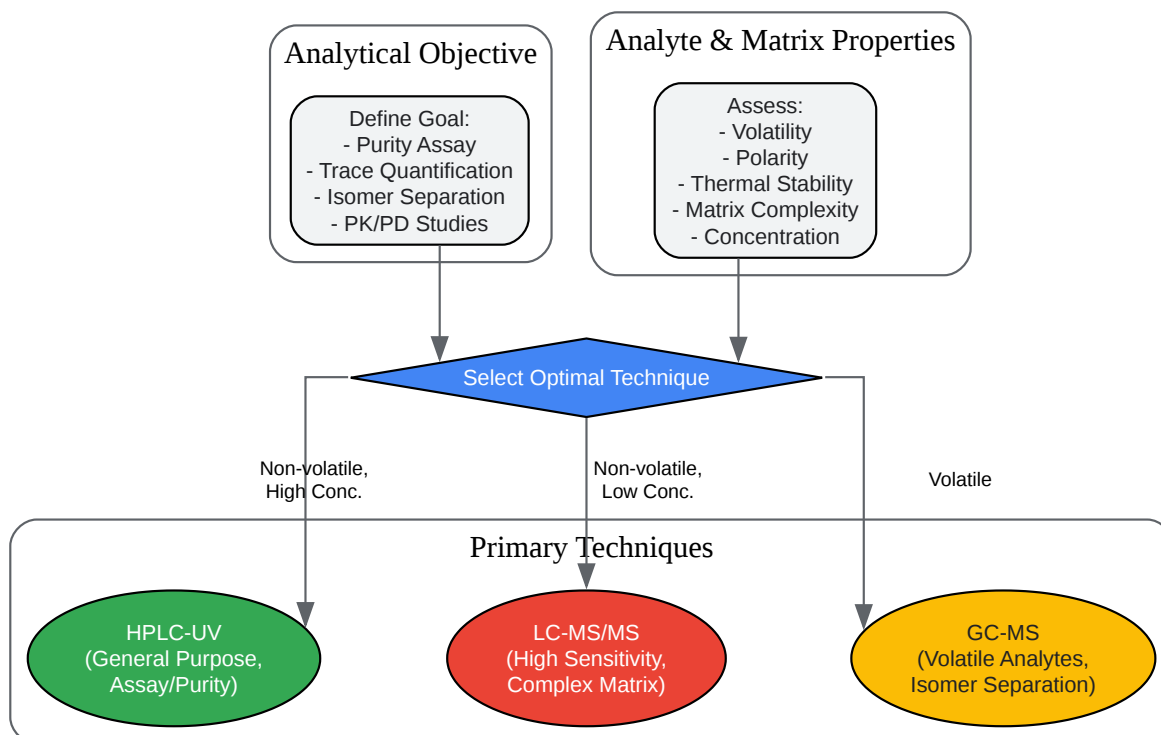 Analytical Objective
Define Goal:
- Purity Assay
- Trace Quantification
- Isomer Separation
- PK/PD Studies
Analyte & Matrix Properties
Assess:
- Volatility
- Polarity
- Thermal Stability
- Matrix Complexity
- Concentration
Select Optimal Technique
Non-volatile,
High Conc.
Non-volatile,
Low Conc.
Volatile
Primary Techniques
HPLC-UV
(General Purpose,
Assay/Purity)
LC-MS/MS
(High Sensitivity,
Complex Matrix)
GC-MS
(Volatile Analytes,
Isomer Separation)